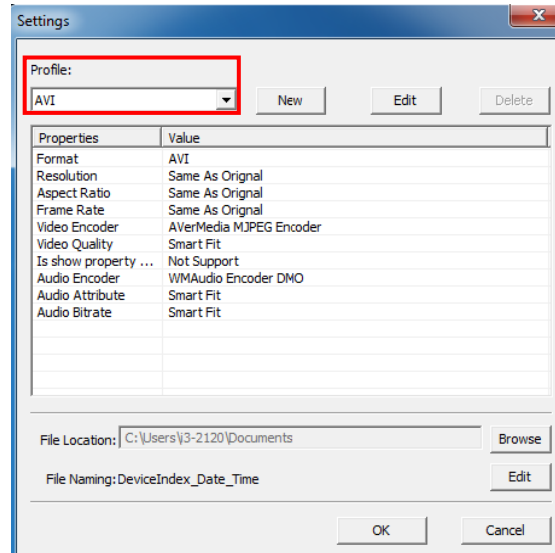 Settings
Profile:
AVI
New Edit Delete
Properties Value
Format AVI
Resolution Same As Orignal
Aspect Ratio Same As Orignal
Frame Rate Same As Orignal
Video Encoder AVerMedia MJPEG Encoder
Video Quality Smart Fit
Is show property ... Not Support
Audio Encoder WMAudio Encoder DMO
Audio Attribute Smart Fit
Audio Bitrate Smart Fit
File Location: C:\Users\i3-2120\Documents Browse
File Naming:DeviceIndex_Date_Time Edit
OK Cancel